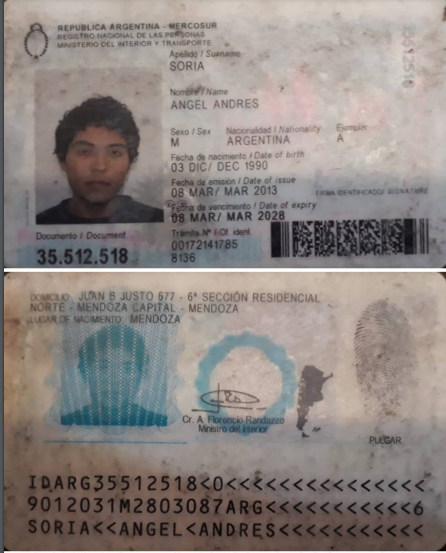 REPUBLICA ARGENTINA - MERCOSUR
REGISTRO NACIONAL DE LAS PERSONAS
MINISTERIO DEL INTERIOR Y TRANSPORTE
Apellido / Surname
SORIA
Nombre / Name
ANGEL ANDRES
Sexo / Sex Nacionalidad / Nationality Ejemplar
M ARGENTINA A
Fecha de nacimiento / Date of birth
03 DIC/ DEC 1990
Fecha de emisión / Date of issue
08 MAR/ MAR 2013
FIRMA IDENTIFICADO/ SIGNATURE
Fecha de vencimiento / Date of expiry
08 MAR/ MAR 2028
Documento / Document
35.512.518
Trámite Nº / Of. ident.
00172141785
8136
DOMICILIO: JUAN B JUSTO 677 - 6ª SECCIÓN RESIDENCIAL
NORTE - MENDOZA CAPITAL - MENDOZA
LUGAR DE NACIMIENTO: MENDOZA
Cr. A. Florencio Randazzo
Ministro del Interior
PULGAR
IDARG35512518<0<<<<<<<<<<<<<<<
9012031M2803087ARG<<<<<<<<<<<6
SORIA<<ANGEL<ANDRES<<<<<<<<<<<